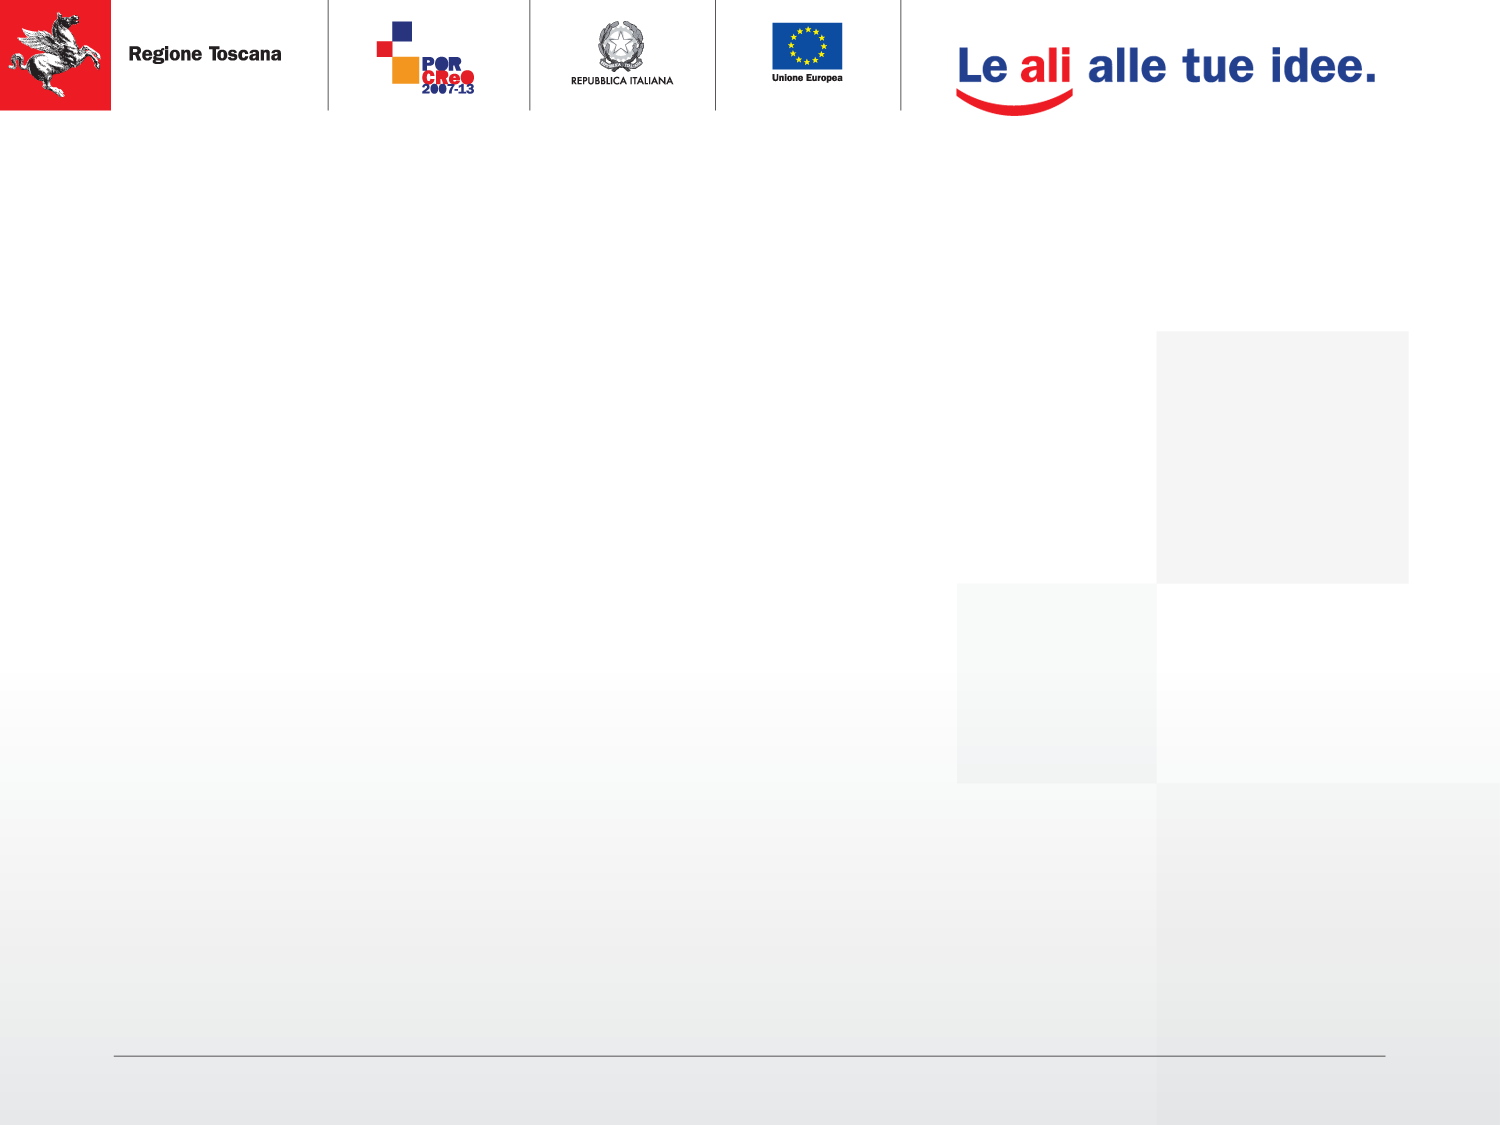 Regione Toscana
POR
CReO
2007-13
REPUBBLICA ITALIANA
Unione Europea
Le ali alle tue idee.